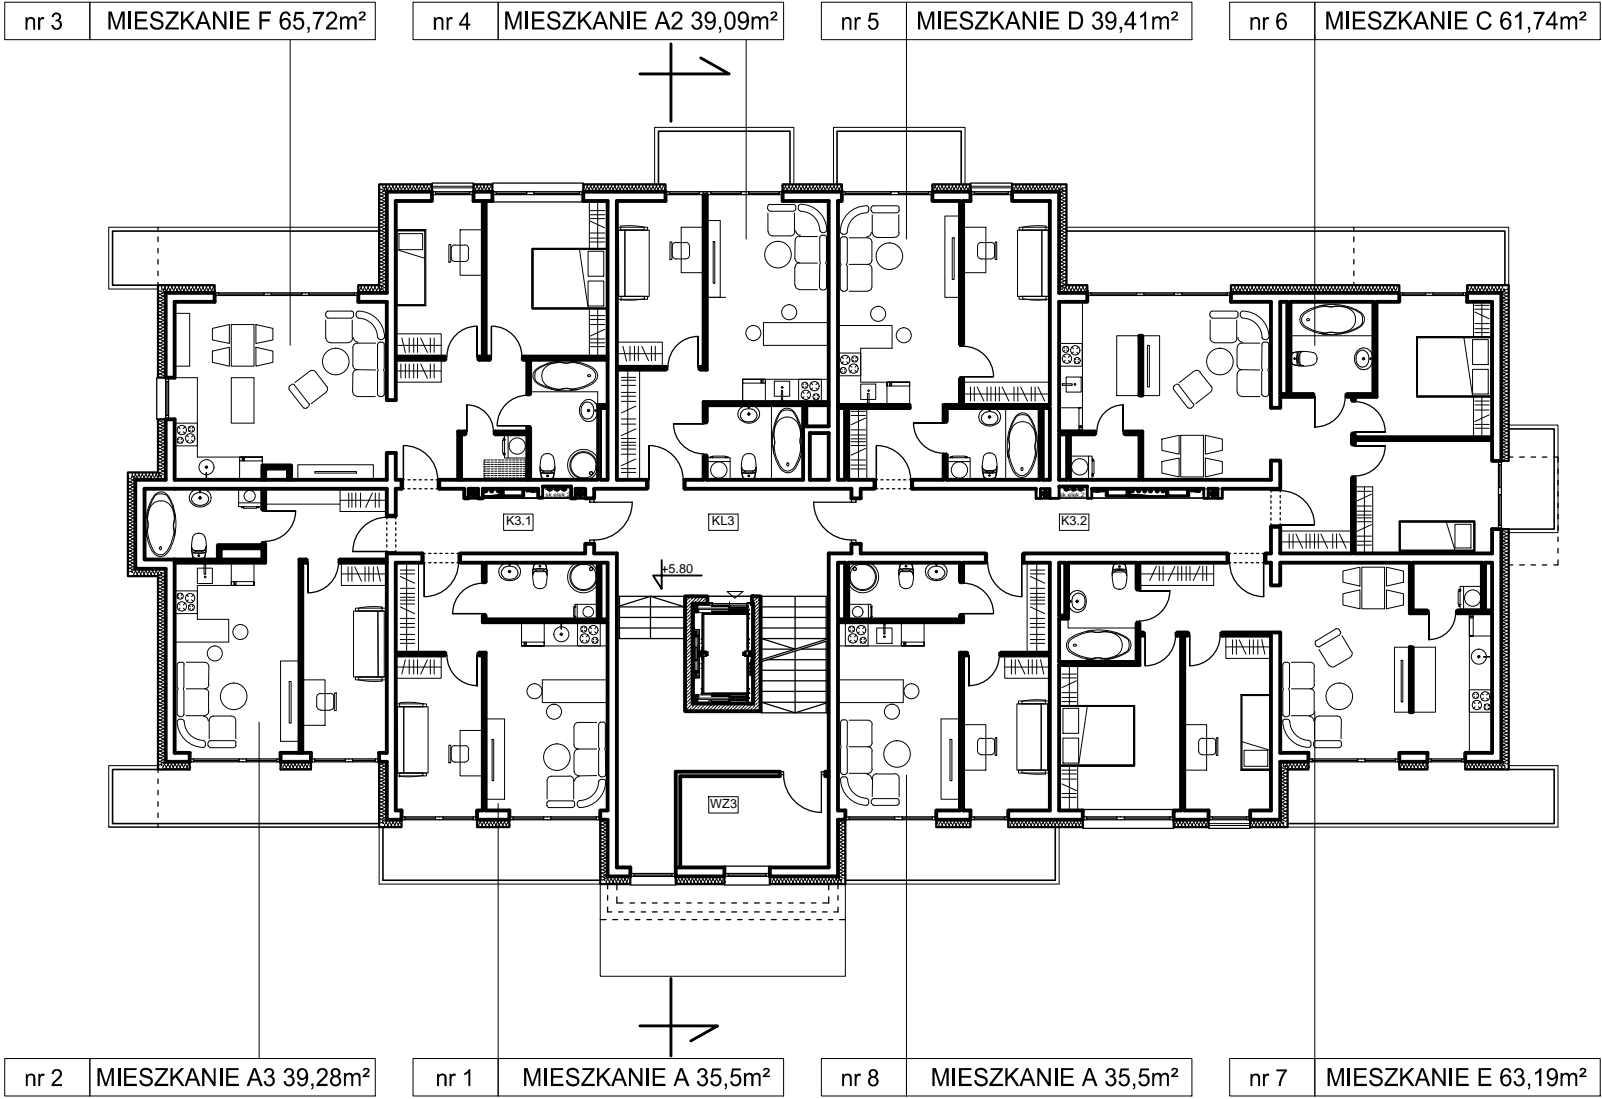 nr 3 MIESZKANIE F 65,72m²
nr 4 MIESZKANIE A2 39,09m²
nr 5 MIESZKANIE D 39,41m²
nr 6 MIESZKANIE C 61,74m²
K3.1
KL3
K3.2
+5.80
WZ3
nr 2 MIESZKANIE A3 39,28m²
nr 1 MIESZKANIE A 35,5m²
nr 8 MIESZKANIE A 35,5m²
nr 7 MIESZKANIE E 63,19m²